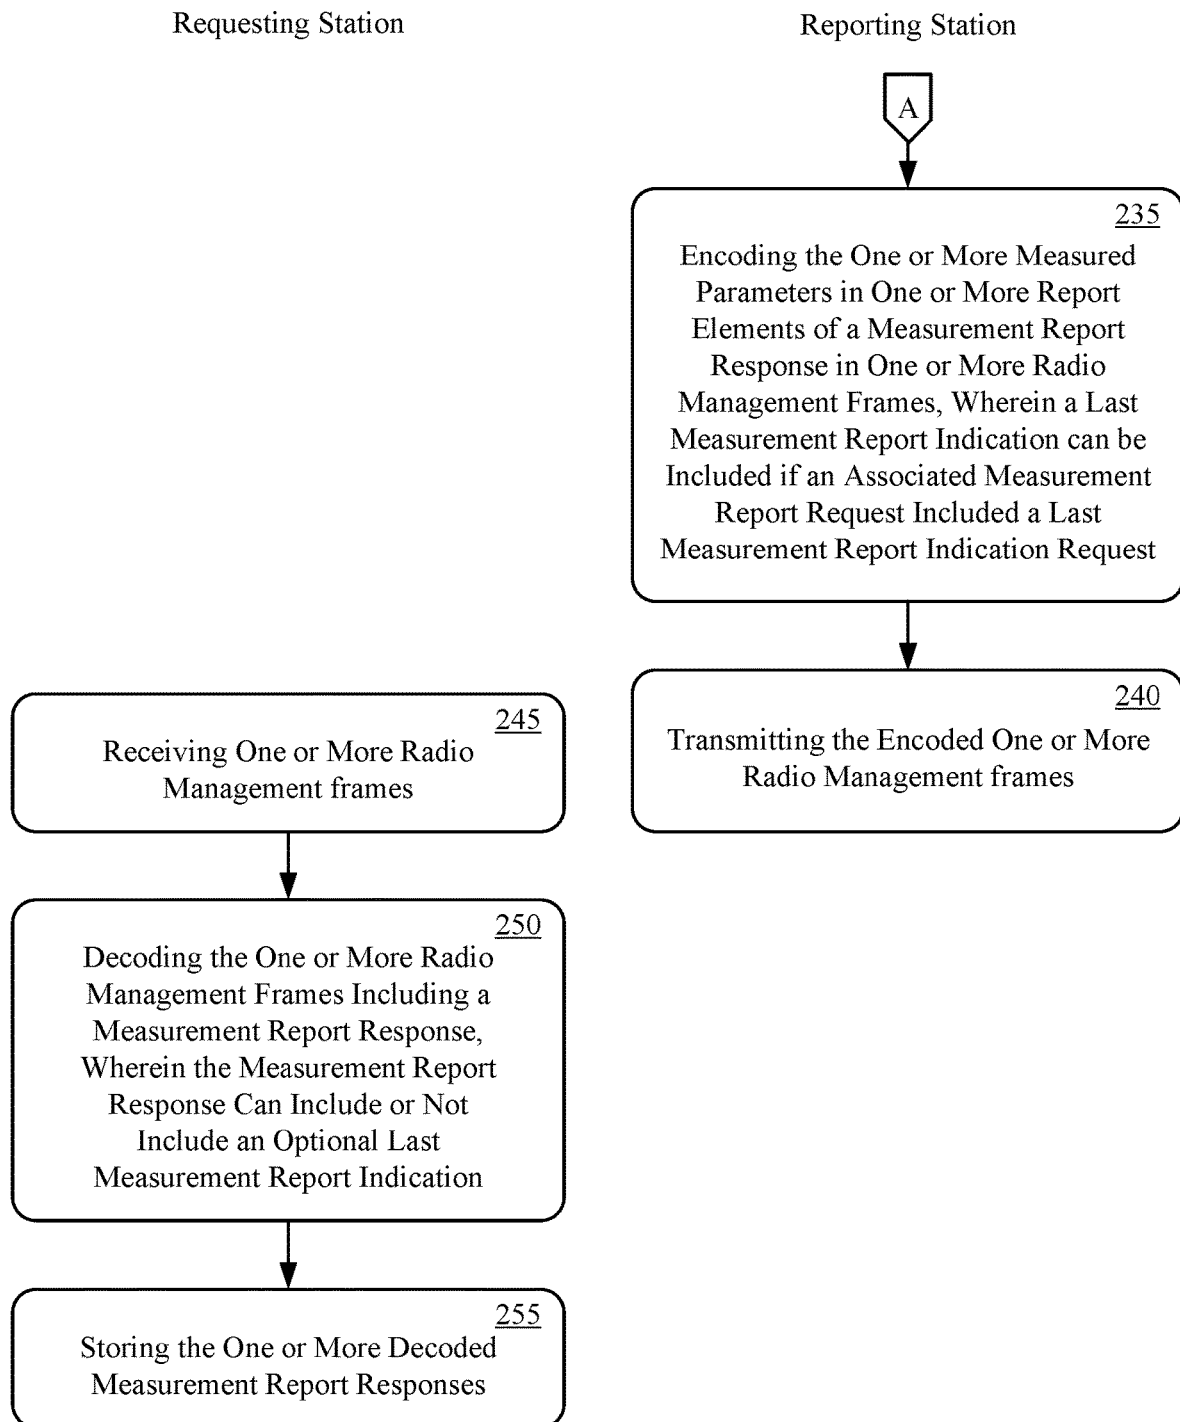 Requesting Station
Reporting Station
A
235
Encoding the One or More Measured
Parameters in One or More Report
Elements of a Measurement Report
Response in One or More Radio
Management Frames, Wherein a Last
Measurement Report Indication can be
Included if an Associated Measurement
Report Request Included a Last
Measurement Report Indication Request
240
Transmitting the Encoded One or More
Radio Management frames
245
Receiving One or More Radio
Management frames
250
Decoding the One or More Radio
Management Frames Including a
Measurement Report Response,
Wherein the Measurement Report
Response Can Include or Not
Include an Optional Last
Measurement Report Indication
255
Storing the One or More Decoded
Measurement Report Responses